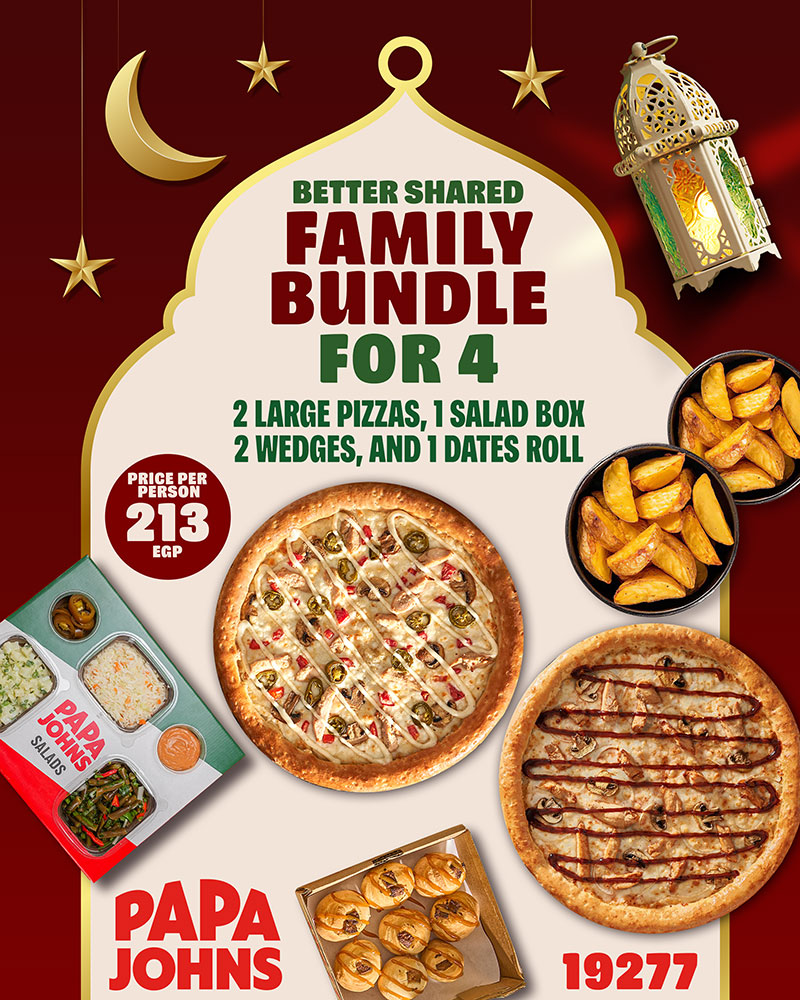 BETTER SHARED
FAMILY
BUNDLE
FOR 4
2 LARGE PIZZAS, 1 SALAD BOX
2 WEDGES, AND 1 DATES ROLL
PRICE PER
PERSON
213
EGP
PAPA
JOHNS
SALADS
PAPA
JOHNS
19277